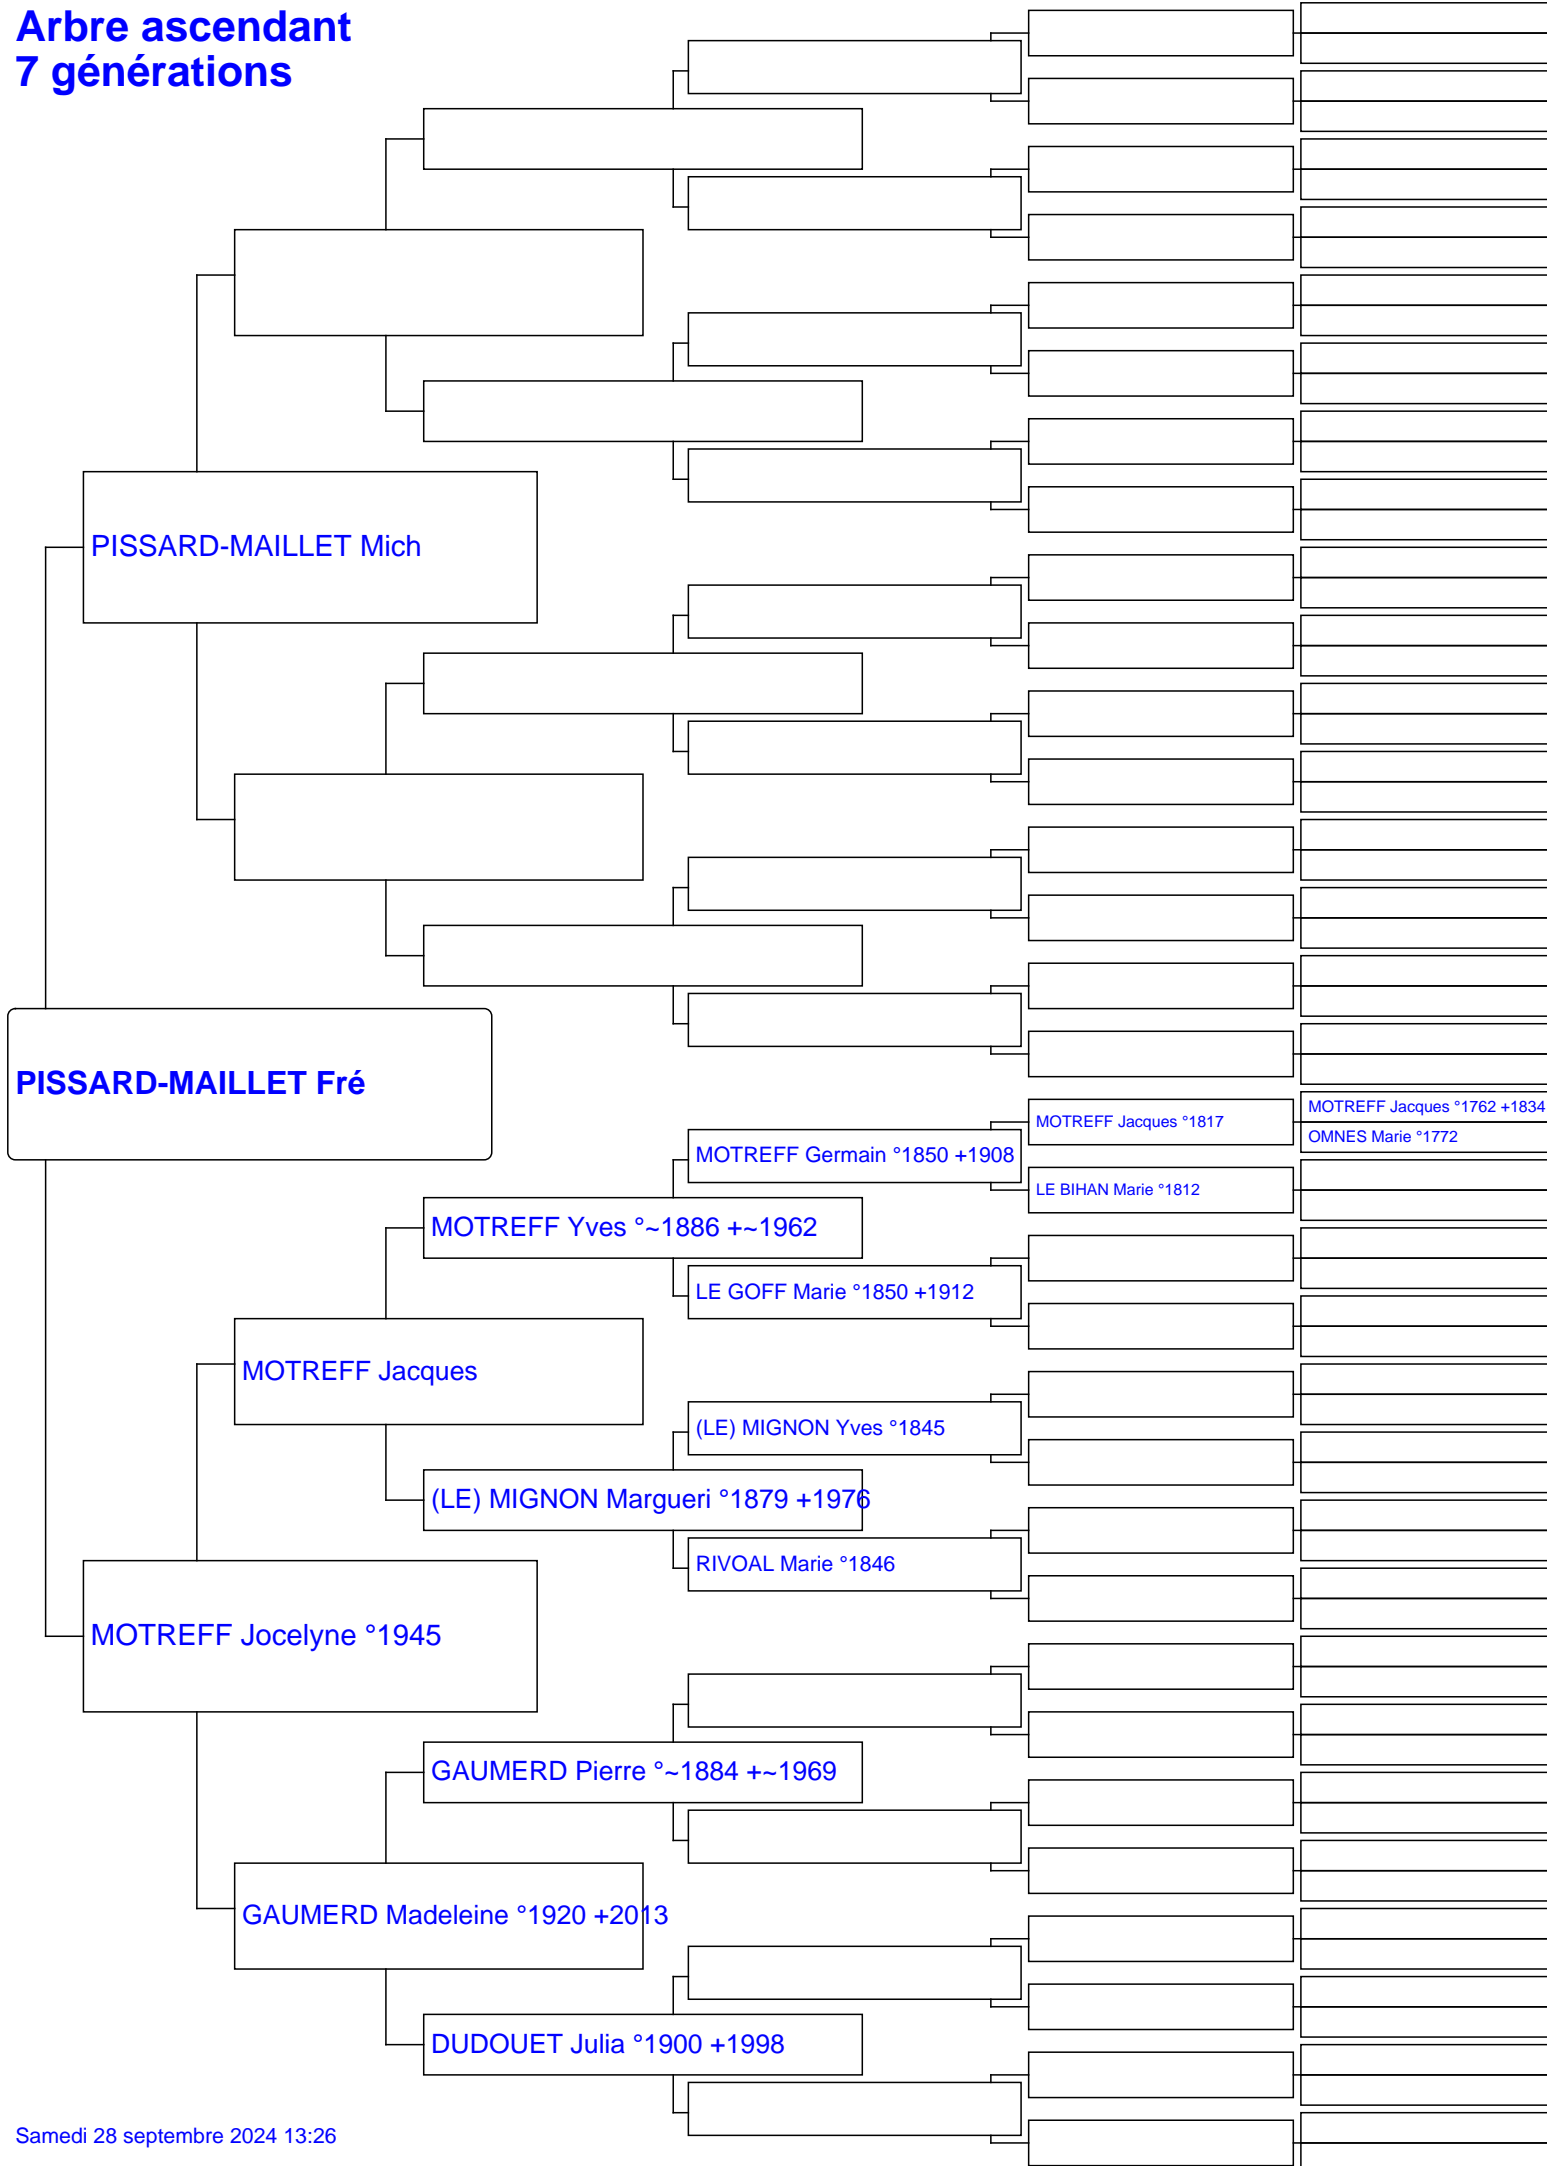 Arbre ascendant
7 générations
PISSARD-MAILLET Mich
PISSARD-MAILLET Fré
MOTREFF Jacques °1762 +1834
MOTREFF Jacques °1817
OMNES Marie °1772
MOTREFF Germain °1850 +1908
LE BIHAN Marie °1812
MOTREFF Yves °~1886 +~1962
LE GOFF Marie °1850 +1912
MOTREFF Jacques
(LE) MIGNON Yves °1845
(LE) MIGNON Margueri °1879 +1976
RIVOAL Marie °1846
MOTREFF Jocelyne °1945
GAUMERD Pierre °~1884 +~1969
GAUMERD Madeleine °1920 +2013
DUDOUET Julia °1900 +1998
Samedi 28 septembre 2024 13:26